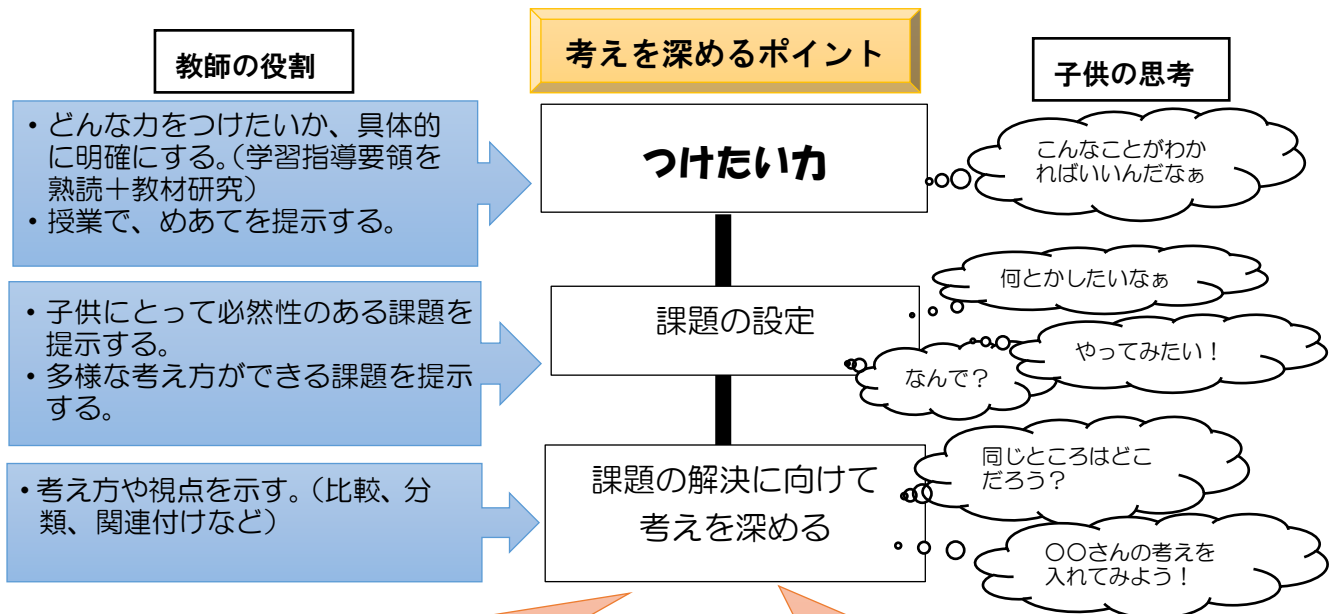 教師の役割
考えを深めるポイント
子供の思考
・どんな力をつけたいか、具体的
に明確にする。(学習指導要領を
熟読+教材研究)
・授業で、めあてを提示する。
つけたい力
こんなことがわか
ればいいんだなぁ
・子供にとって必然性のある課題を
提示する。
・多様な考え方ができる課題を提示
する。
課題の設定
何とかしたいなぁ
やってみたい!
なんで?
・考え方や視点を示す。(比較、分
類、関連付けなど)
課題の解決に向けて
考えを深める
同じところはどこ
だろう?
〇〇さんの考えを
入れてみよう!